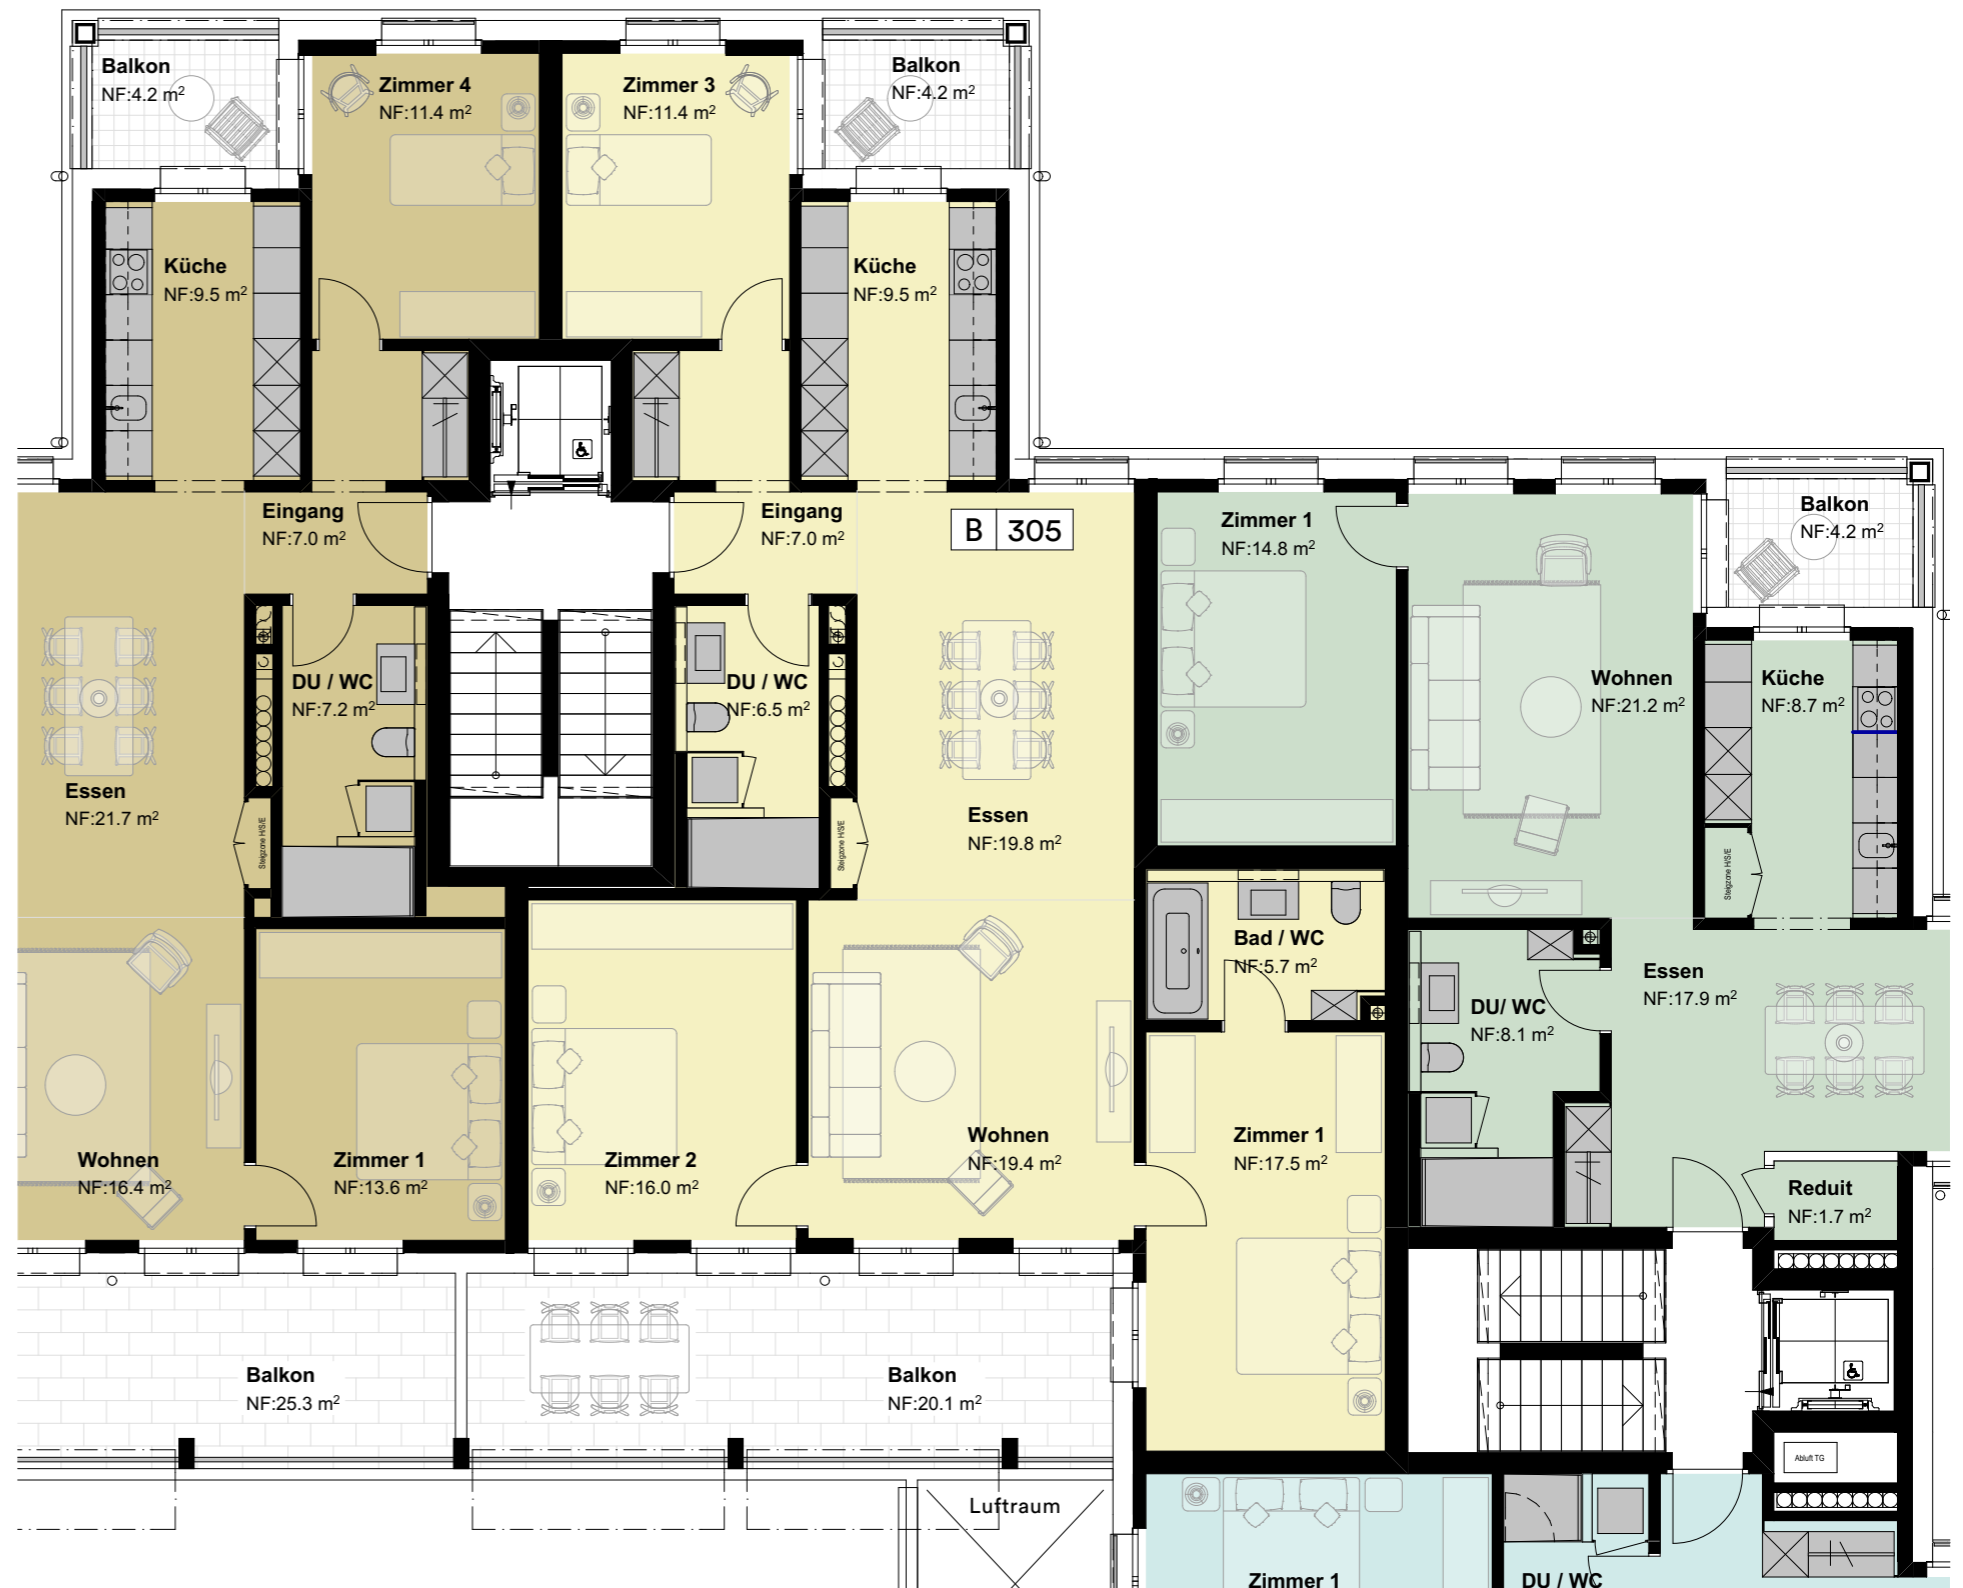 Balkon
NF:4.2 m²
Zimmer 4
NF:11.4 m²
Zimmer 3
NF:11.4 m²
Balkon
NF:4.2 m²
Küche
NF:9.5 m²
Küche
NF:9.5 m²
Eingang
NF:7.0 m²
Eingang
NF:7.0 m²
B 305
Zimmer 1
NF:14.8 m²
Balkon
NF:4.2 m²
DU / WC
NF:7.2 m²
DU / WC
NF:6.5 m²
Wohnen
NF:21.2 m²
Küche
NF:8.7 m²
Essen
NF:21.7 m²
Essen
NF:19.8 m²
Steigzone H/S/E
Steigzone H/S/E
Steigzone H/S/E
Bad / WC
NF:5.7 m²
Essen
NF:17.9 m²
DU/ WC
NF:8.1 m²
Wohnen
NF:16.4 m²
Zimmer 1
NF:13.6 m²
Zimmer 2
NF:16.0 m²
Wohnen
NF:19.4 m²
Zimmer 1
NF:17.5 m²
Reduit
NF:1.7 m²
Balkon
NF:25.3 m²
Balkon
NF:20.1 m²
Abluft TG
Luftraum
Zimmer 1
DU / WC